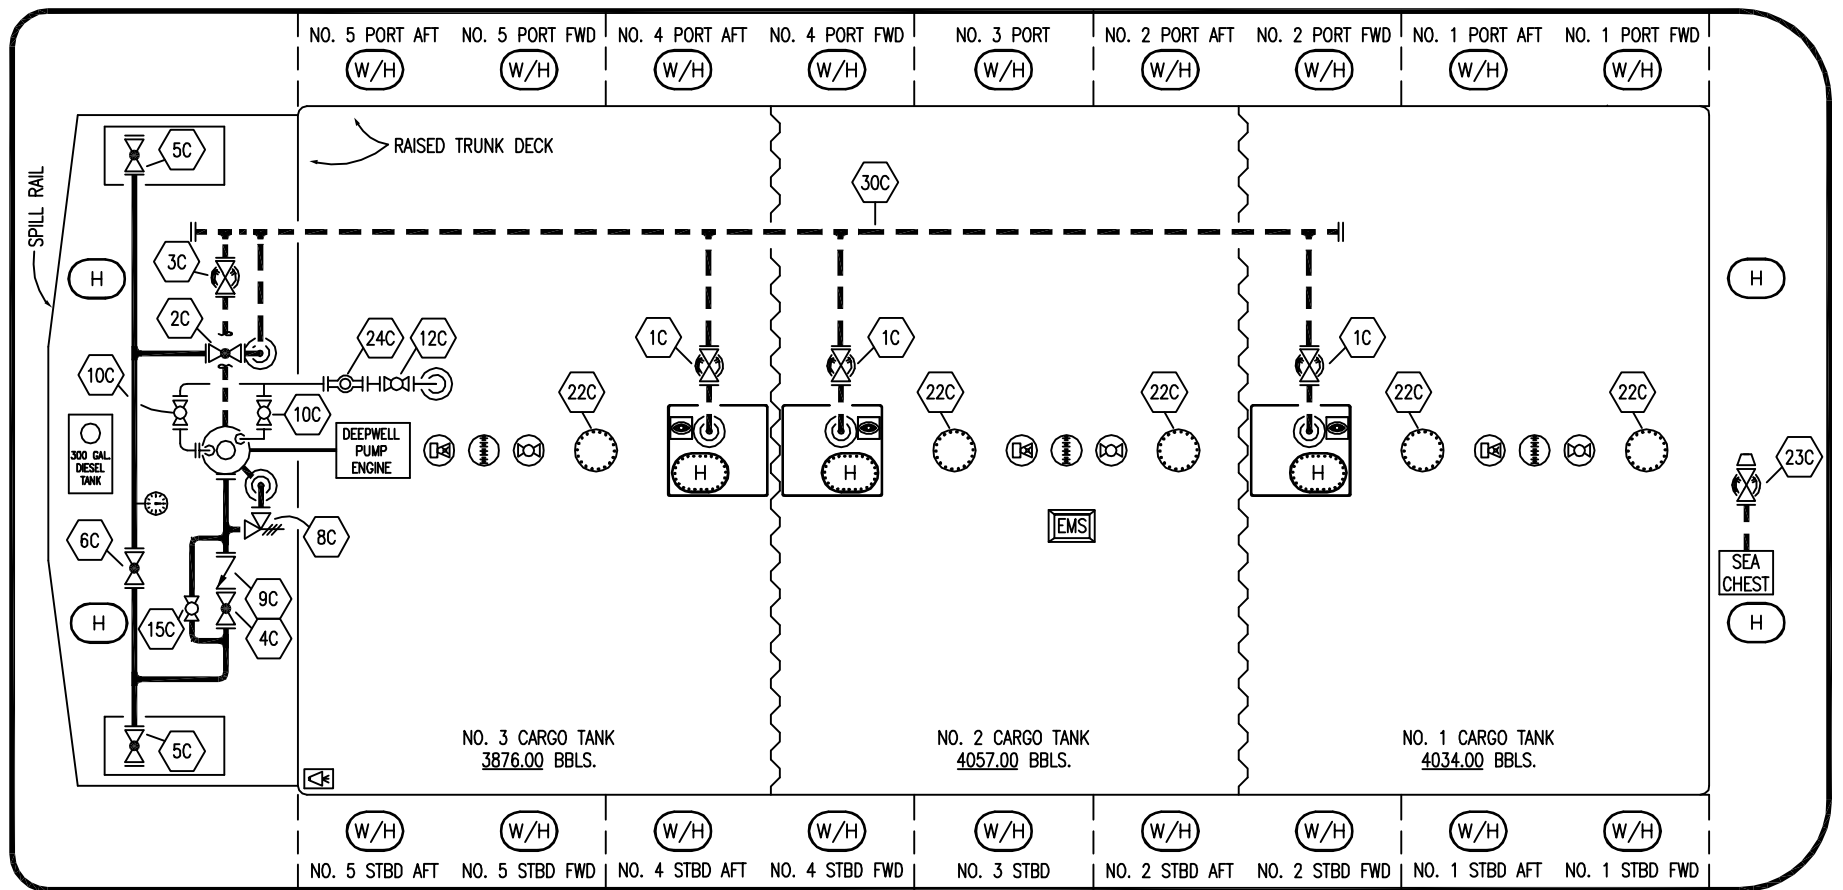 NO. 5 PORT AFT
NO. 5 PORT FWD
NO. 4 PORT AFT
NO. 4 PORT FWD
NO. 3 PORT
NO. 2 PORT AFT
NO. 2 PORT FWD
NO. 1 PORT AFT
NO. 1 PORT FWD
W/H
W/H
W/H
W/H
W/H
W/H
W/H
W/H
W/H
5C
RAISED TRUNK DECK
SPILL RAIL
30C
3C
H
H
2C
24C
12C
1C
1C
1C
10C
22C
22C
22C
22C
22C
10C
300 GAL.
DIESEL
TANK
DEEPWELL
PUMP
ENGINE
H
H
H
23C
6C
8C
EMS
SEA
CHEST
9C
H
15C
4C
H
5C
NO. 3 CARGO TANK
3876.00 BBLS.
NO. 2 CARGO TANK
4057.00 BBLS.
NO. 1 CARGO TANK
4034.00 BBLS.
W/H
W/H
W/H
W/H
W/H
W/H
W/H
W/H
W/H
NO. 5 STBD AFT
NO. 5 STBD FWD
NO. 4 STBD AFT
NO. 4 STBD FWD
NO. 3 STBD
NO. 2 STBD AFT
NO. 2 STBD FWD
NO. 1 STBD AFT
NO. 1 STBD FWD